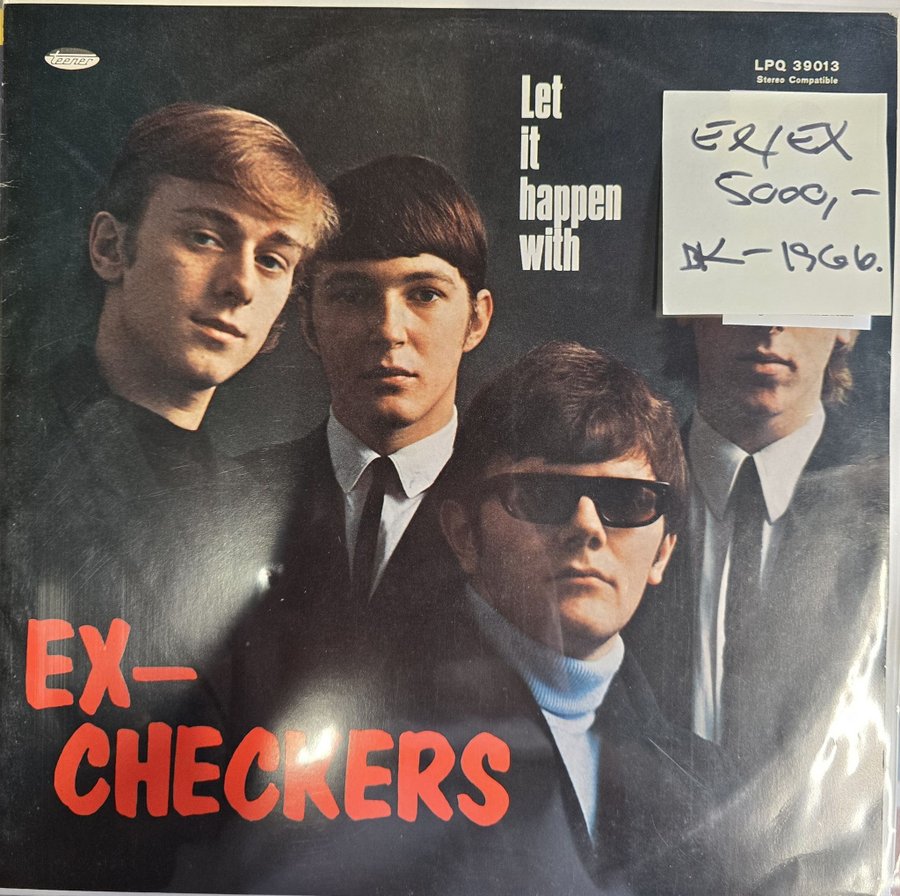 teener
LPQ 39013
Stereo Compatible
Let
it
happen
with
EX/EX
5000,-
DK-1966.
EX-
CHECKERS